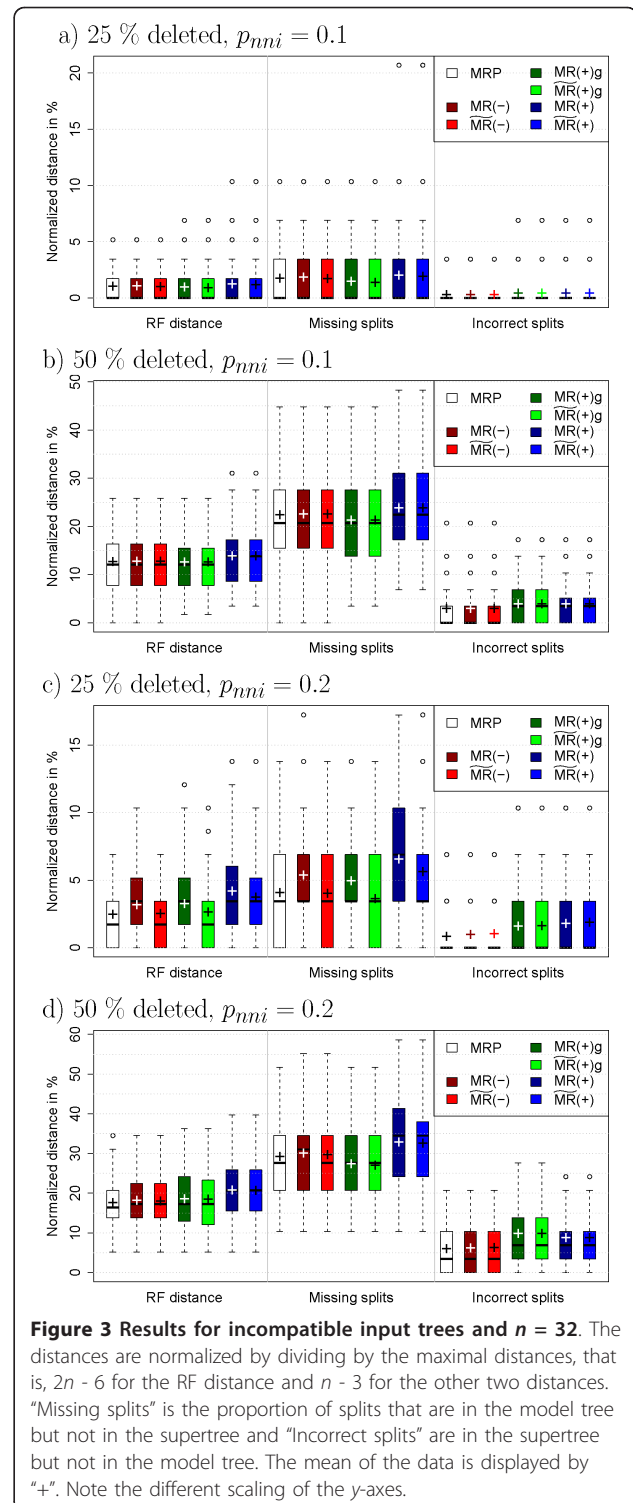 a) 25 % deleted, p_nni = 0.1
Normalized distance in %
20
15
10
5
0
MRP
MR(−)
M̃R(−)
MR(+)g
M̃R(+)g
MR(+)
M̃R(+)
RF distance
Missing splits
Incorrect splits
b) 50 % deleted, p_nni = 0.1
Normalized distance in %
50
40
30
20
10
0
MRP
MR(−)
M̃R(−)
MR(+)g
M̃R(+)g
MR(+)
M̃R(+)
RF distance
Missing splits
Incorrect splits
c) 25 % deleted, p_nni = 0.2
Normalized distance in %
15
10
5
0
MRP
MR(−)
M̃R(−)
MR(+)g
M̃R(+)g
MR(+)
M̃R(+)
RF distance
Missing splits
Incorrect splits
d) 50 % deleted, p_nni = 0.2
Normalized distance in %
60
50
40
30
20
10
0
MRP
MR(−)
M̃R(−)
MR(+)g
M̃R(+)g
MR(+)
M̃R(+)
RF distance
Missing splits
Incorrect splits
Figure 3 Results for incompatible input trees and n = 32. The
distances are normalized by dividing by the maximal distances, that
is, 2n - 6 for the RF distance and n - 3 for the other two distances.
"Missing splits" is the proportion of splits that are in the model tree
but not in the supertree and "Incorrect splits" are in the supertree
but not in the model tree. The mean of the data is displayed by
"+". Note the different scaling of the y-axes.